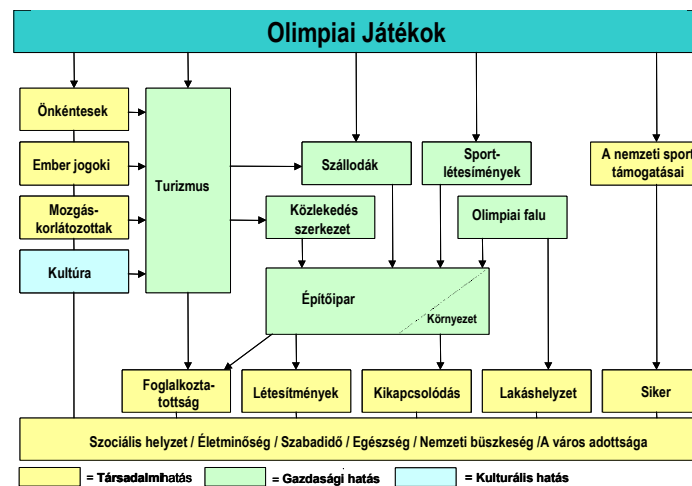 Olimpiai Játékok
Önkéntesek
Ember jogoki
Mozgás-
korlátozottak
Kultúra
Turizmus
Szállodák
Sport-
létesímények
A nemzeti sport
támogatásai
Közlekedés
szerkezet
Olimpiai falu
Építőipar
Környezet
Foglalkozta-
tottság
Létesítmények
Kikapcsolódás
Lakáshelyzet
Siker
Szociális helyzet / Életminőség / Szabadidő / Egészség / Nemzeti büszkeség /A város adottsága
= Társadalmihatás
= Gazdasági hatás
= Kulturális hatás